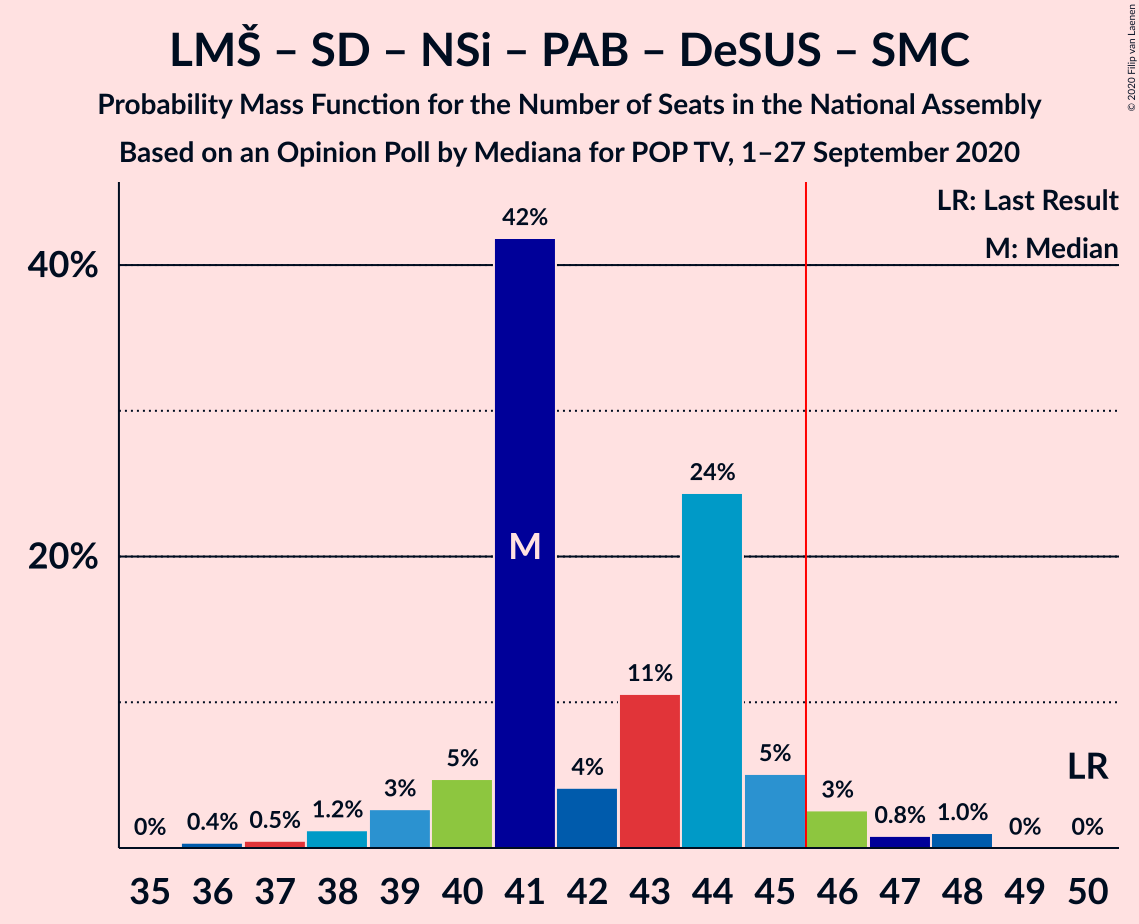 LMŠ – SD – NSi – PAB – DeSUS – SMC
Probability Mass Function for the Number of Seats in the National Assembly
Based on an Opinion Poll by Mediana for POP TV, 1–27 September 2020
© 2020 Filip van Laenen
LR: Last Result
M: Median
40%
20%
0% 0.4% 0.5% 1.2% 3% 5% 42% 4% 11% 24% 5% 3% 0.8% 1.0% 0% 0%
M
LR
35 36 37 38 39 40 41 42 43 44 45 46 47 48 49 50